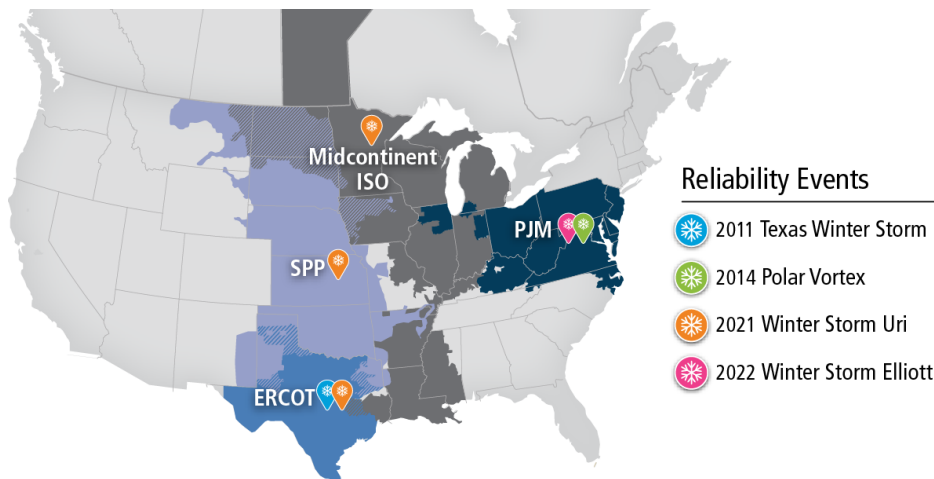 Midcontinent
ISO
PJM
SPP
ERCOT
Reliability Events
2011 Texas Winter Storm
2014 Polar Vortex
2021 Winter Storm Uri
2022 Winter Storm Elliott